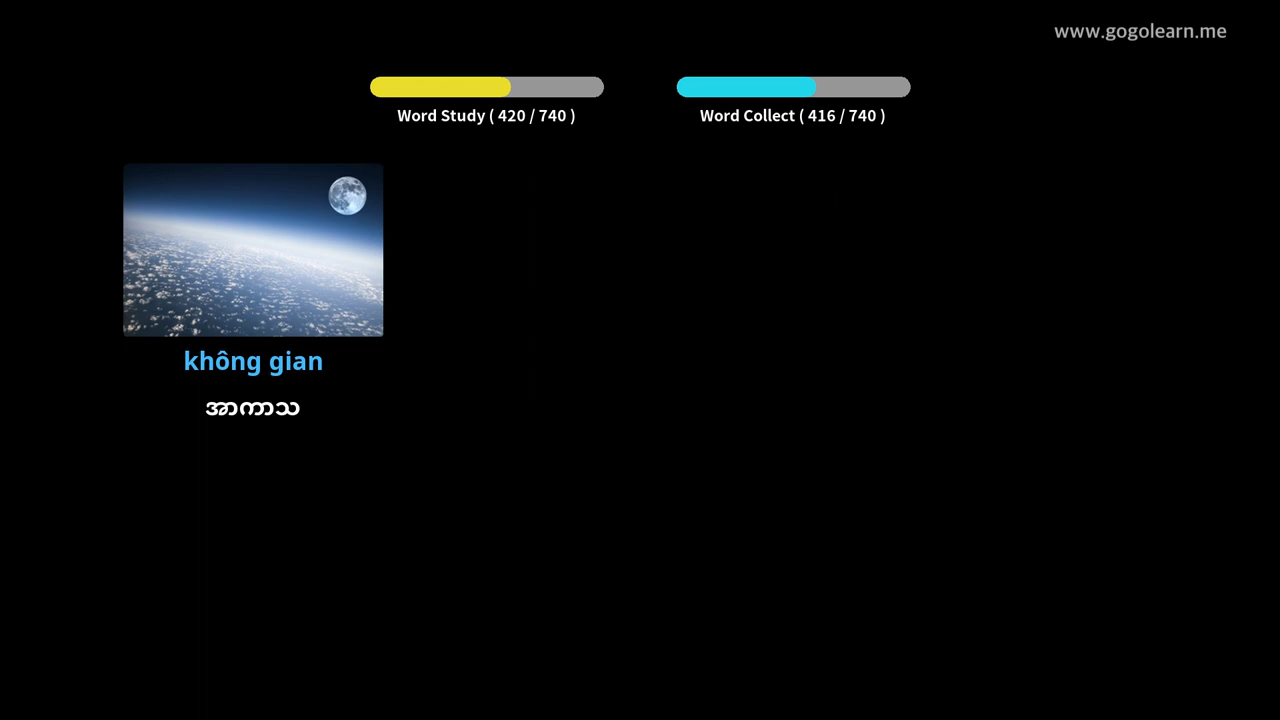 www.gogolearn.me
Word Study ( 420 / 740 )
Word Collect ( 416 / 740 )
không gian
အာကာသ